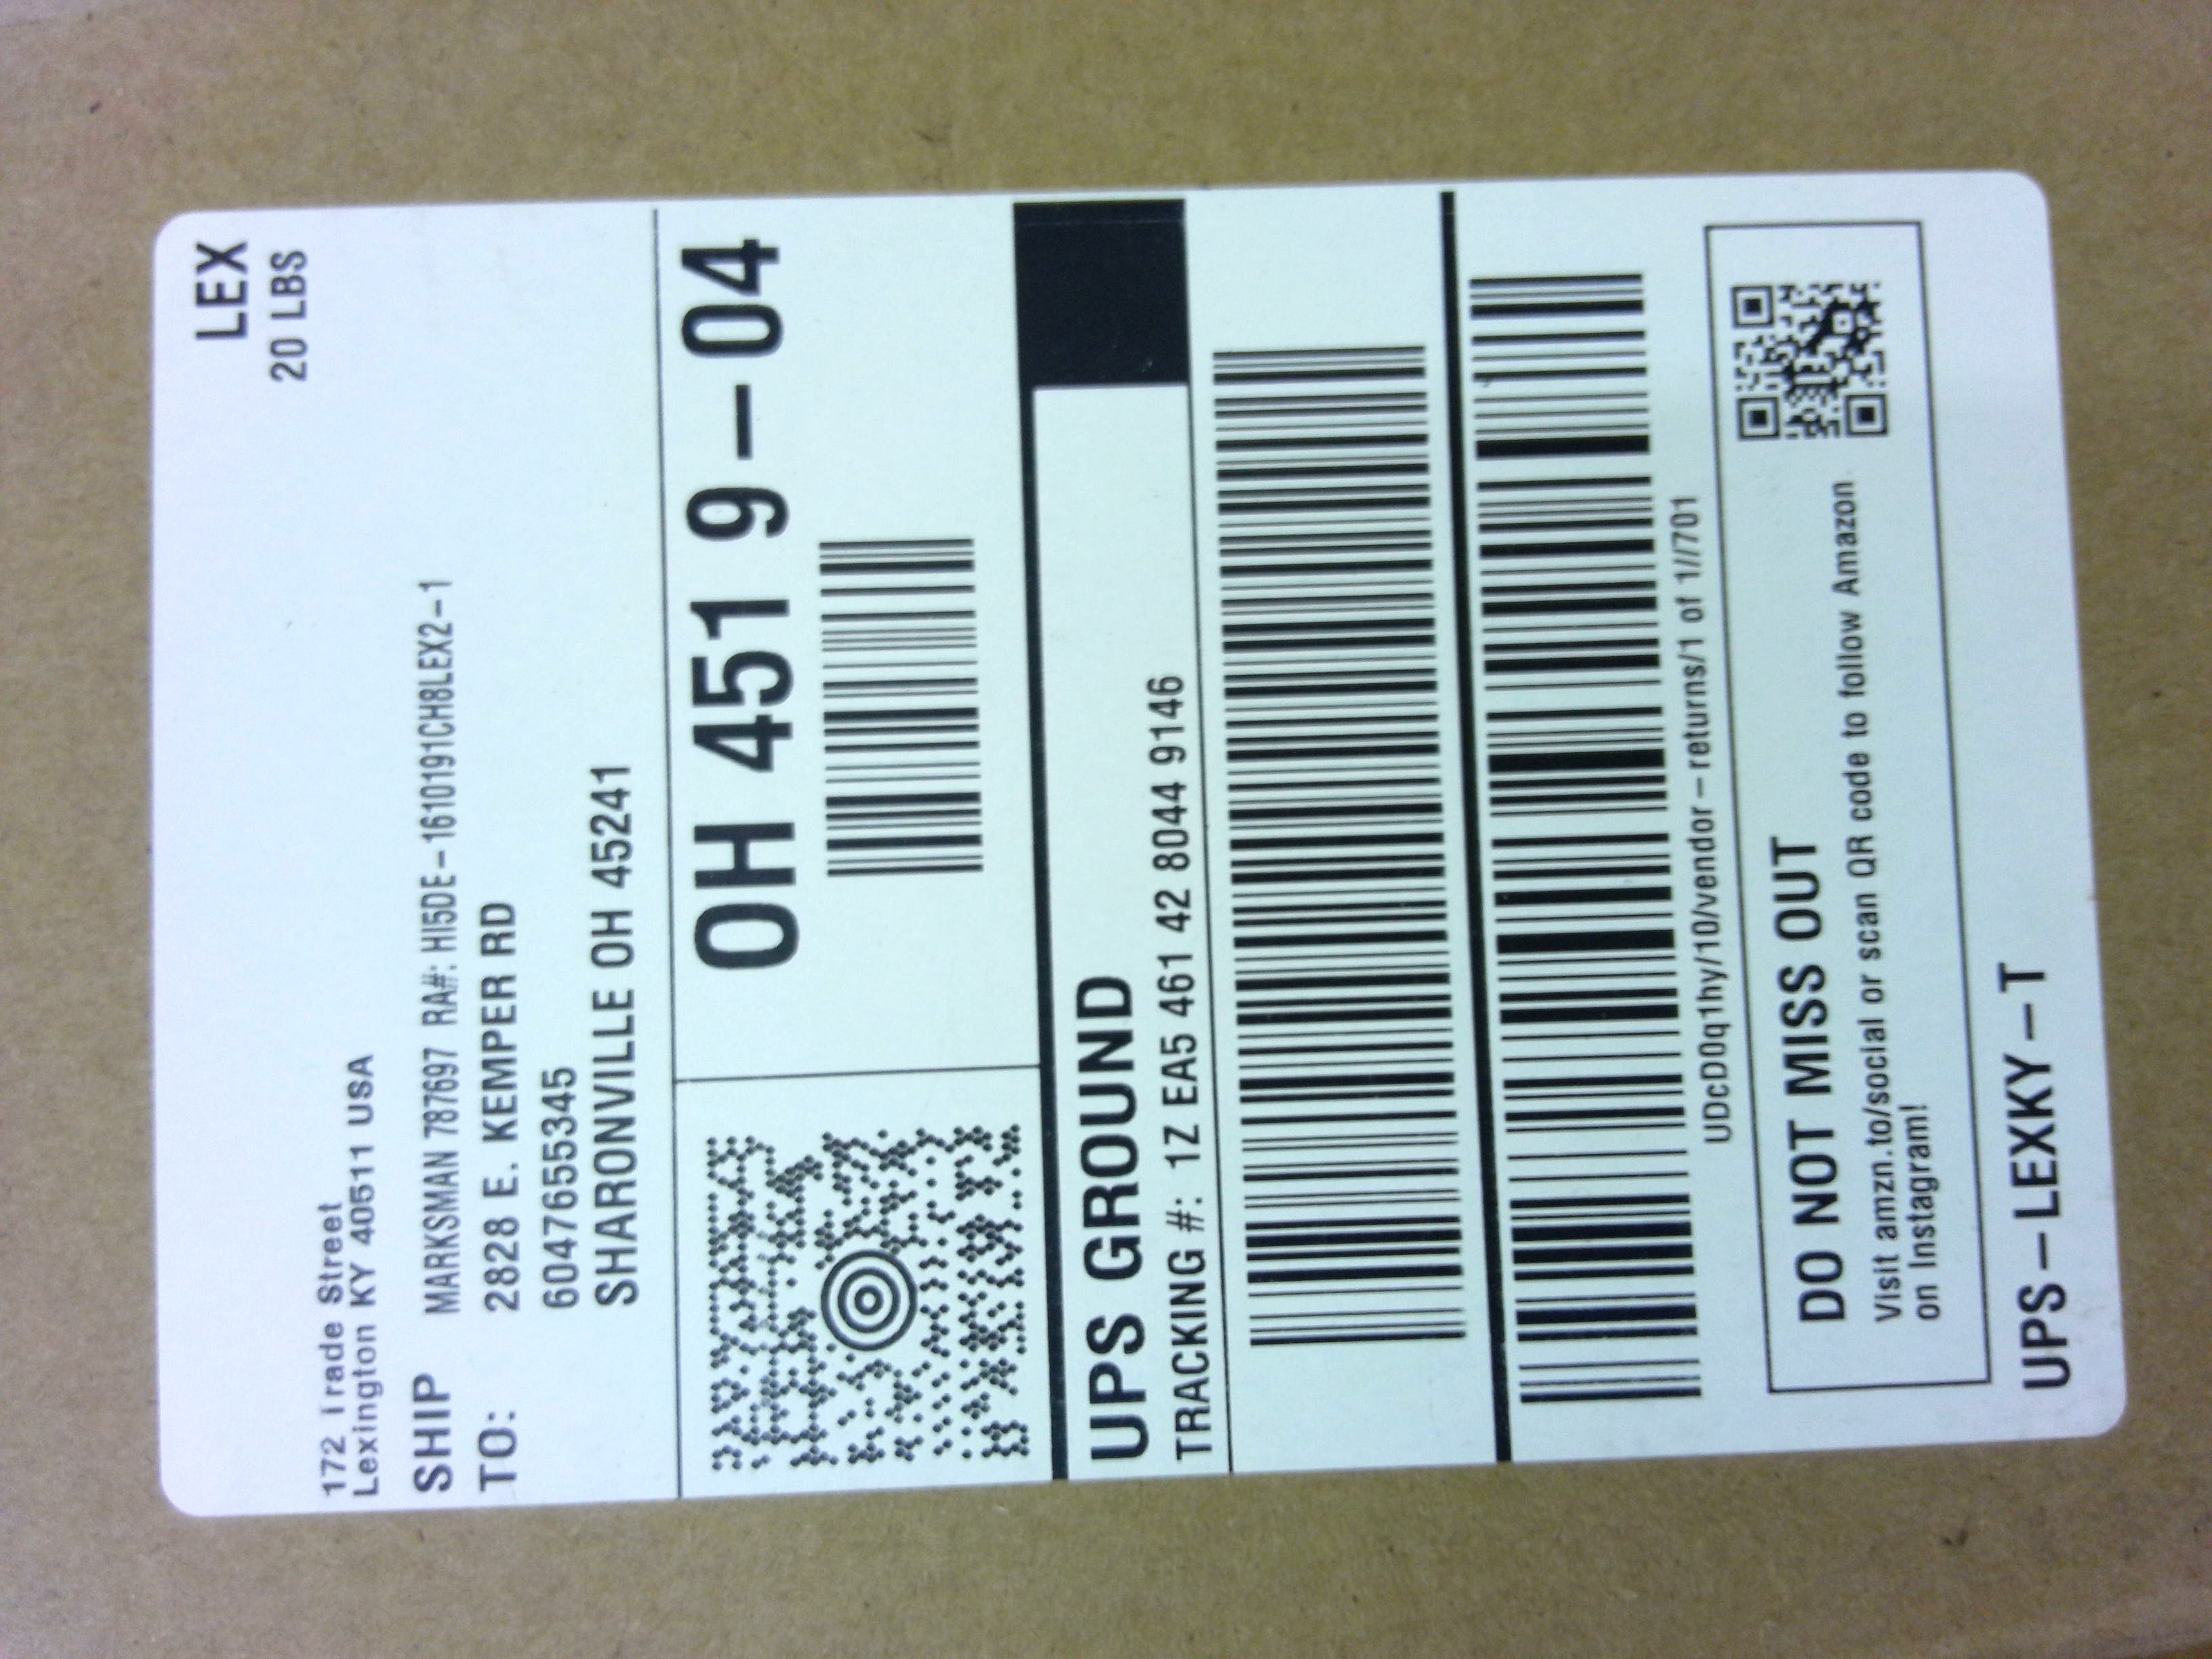 LEX
20 LBS
172 Trade Street
Lexington KY 40511 USA
SHIP TO:
MARKSMAN 787697 RA#: HI5DE-1610191CH8LEX2-1
2828 E. KEMPER RD
6047655345
SHARONVILLE OH 45241
OH 451 9-04
UPS GROUND
TRACKING #: 1Z EA5 461 42 8044 9146
UDcD0q1hy/10/vendor-returns/1 of 1//701
DO NOT MISS OUT
Visit amzn.to/social or scan QR code to follow Amazon
on Instagram!
UPS-LEXKY-T